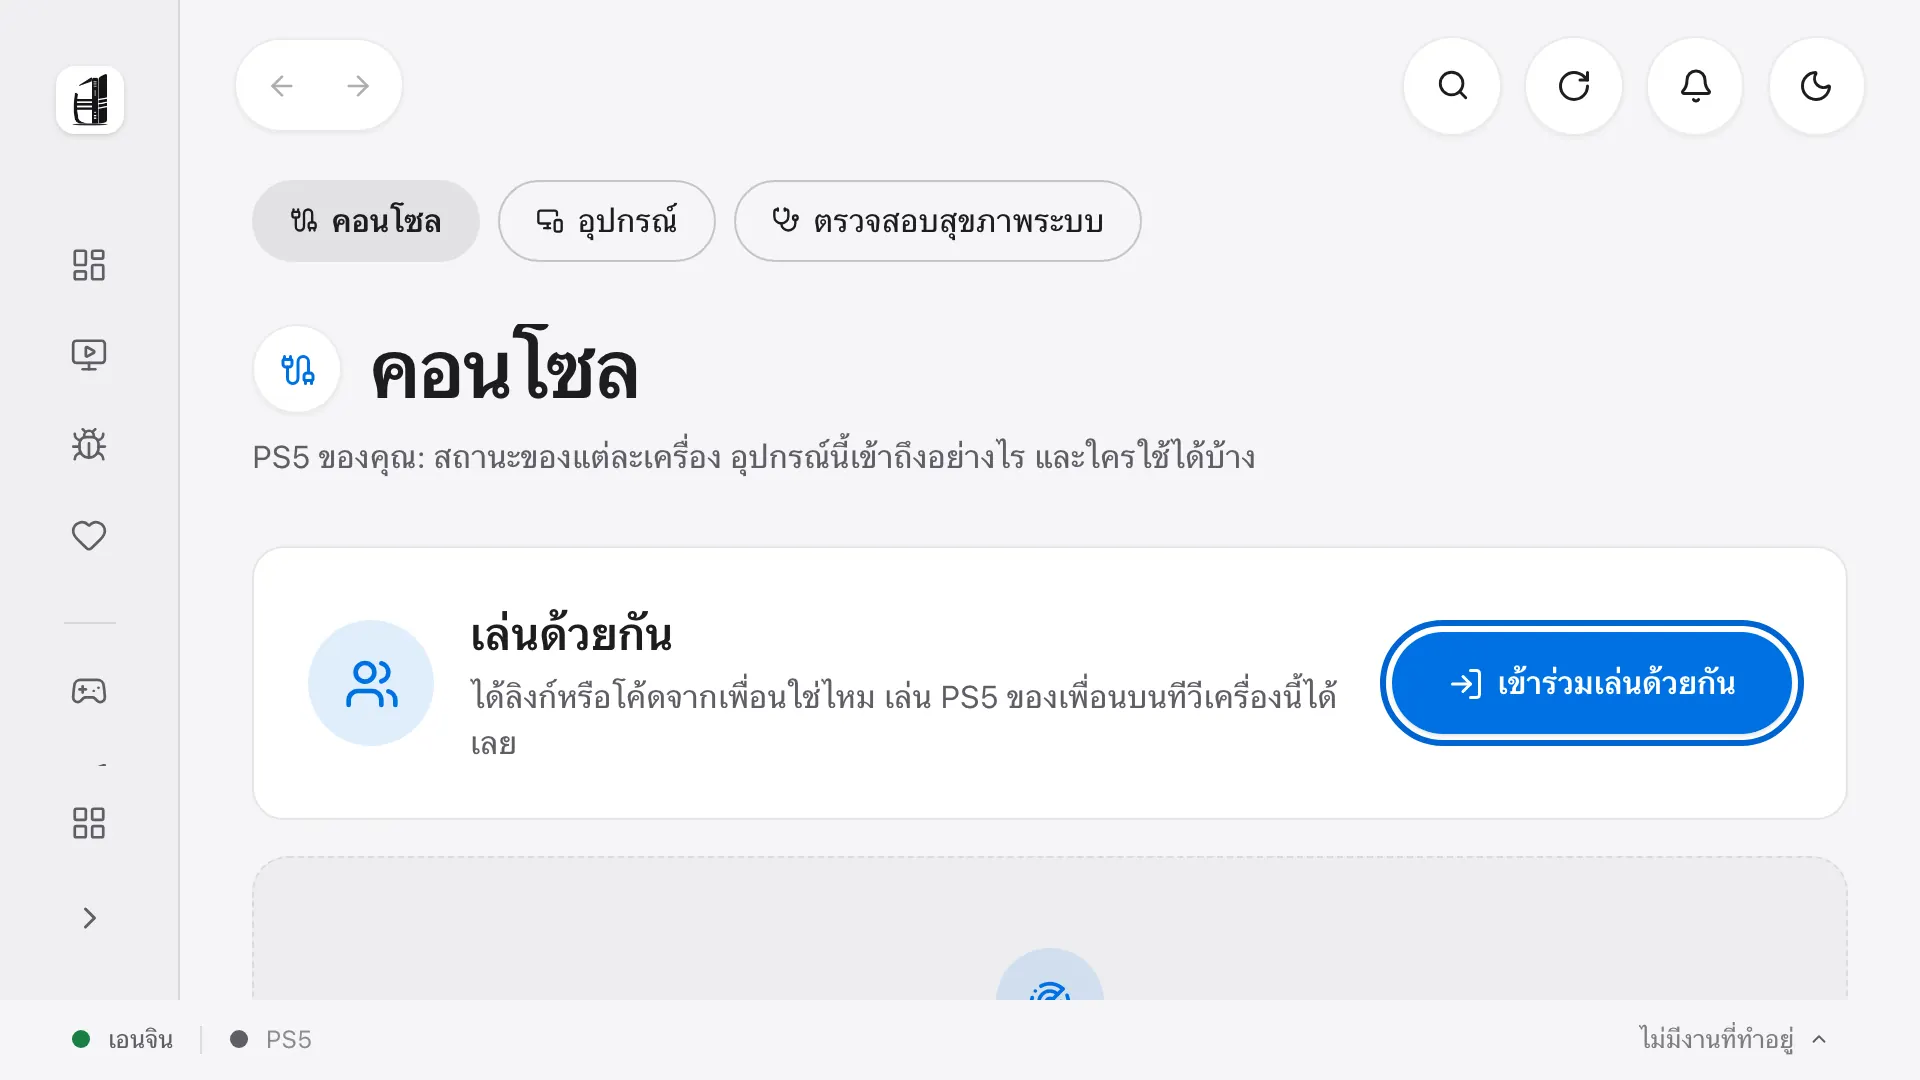 คอนโซล
อุปกรณ์
ตรวจสอบสุขภาพระบบ
คอนโซล
PS5 ของคุณ: สถานะของแต่ละเครื่อง อุปกรณ์นี้เข้าถึงอย่างไร และใครใช้ได้บ้าง
เล่นด้วยกัน
ได้ลิงก์หรือโค้ดจากเพื่อนใช่ไหม เล่น PS5 ของเพื่อนบนทีวีเครื่องนี้ได้
เลย
เข้าร่วมเล่นด้วยกัน
เอนจิน
PS5
ไม่มีงานที่ทำอยู่